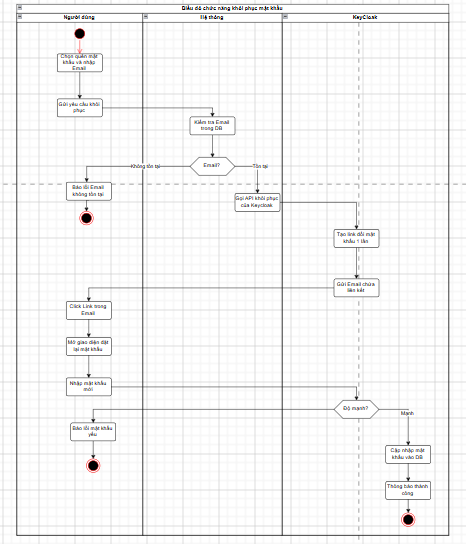 Biểu đồ chức năng khôi phục mật khẩu
Người dùng
Hệ thống
KeyCloak
Chọn quên mật
khẩu và nhập
Email
Gửi yêu cầu khôi
phục
Kiểm tra Email
trong DB
Email?
Không tồn tại
Tồn tại
Báo lỗi Email
không tồn tại
Gọi API khôi phục
của Keycloak
Tạo link đổi mật
khẩu 1 lần
Gửi Email chứa
liên kết
Click Link trong
Email
Mở giao diện đặt
lại mật khẩu
Nhập mật khẩu
mới
Độ mạnh?
Mạnh
Báo lỗi mật khẩu
yếu
Cập nhập mật
khẩu vào DB
Thông báo thành
công